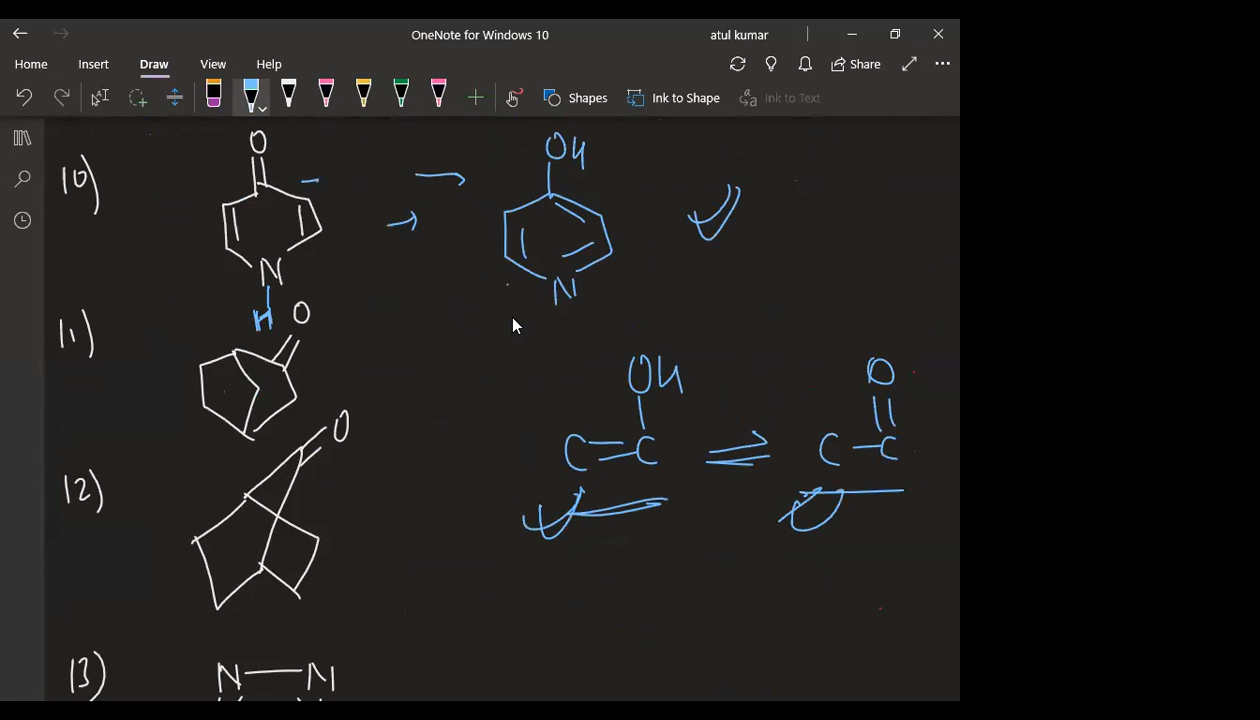 OneNote for Windows 10
atul kumar
Home Insert Draw View Help
Share
Shapes
Ink to Shape
Ink to Text
10)
O
N
H
OH
N
11)
O
OH
C=C
O
C-C
12)
O
13)
N—N